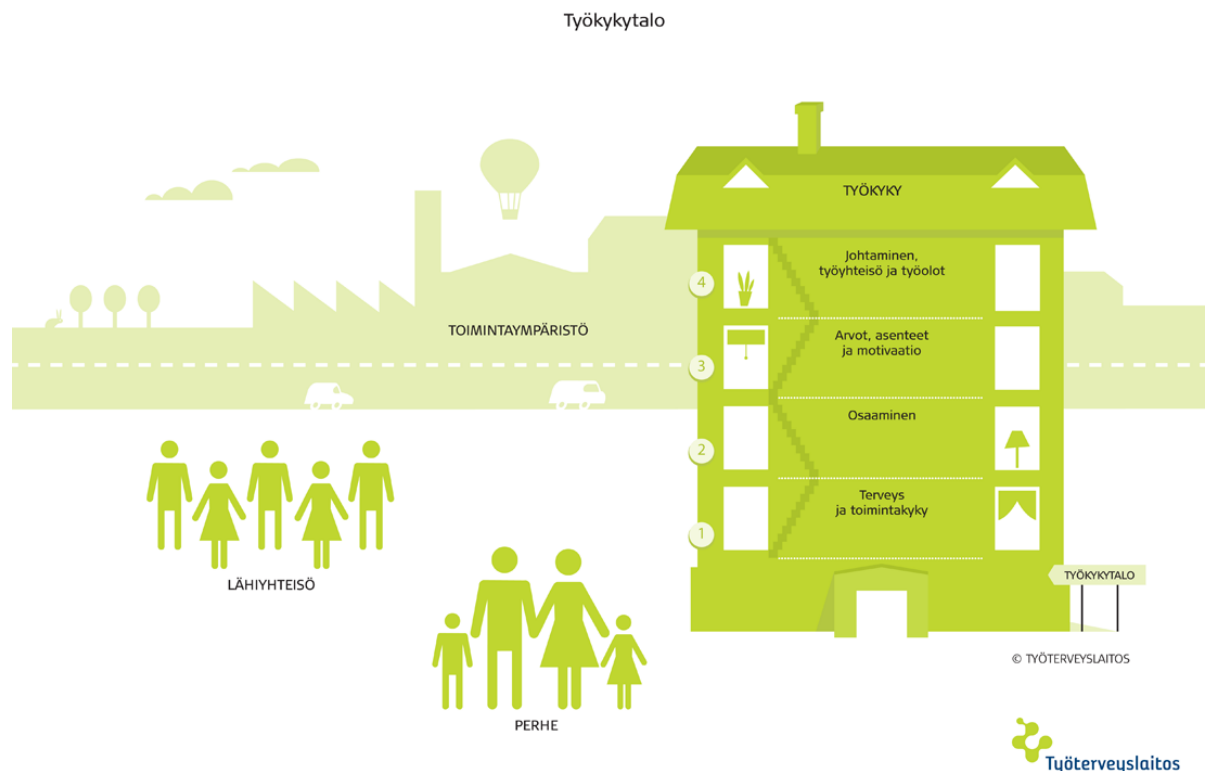 Työkykytalo
TYÖKYKY
4
Johtaminen,
työyhteisö ja työolot
TOIMINTAYMPÄRISTÖ
3
Arvot, asenteet
ja motivaatio
2
Osaaminen
1
Terveys
ja toimintakyky
LÄHIYHTEISÖ
PERHE
TYÖKYKYTALO
© TYÖTERVEYSLAITOS
Työterveyslaitos